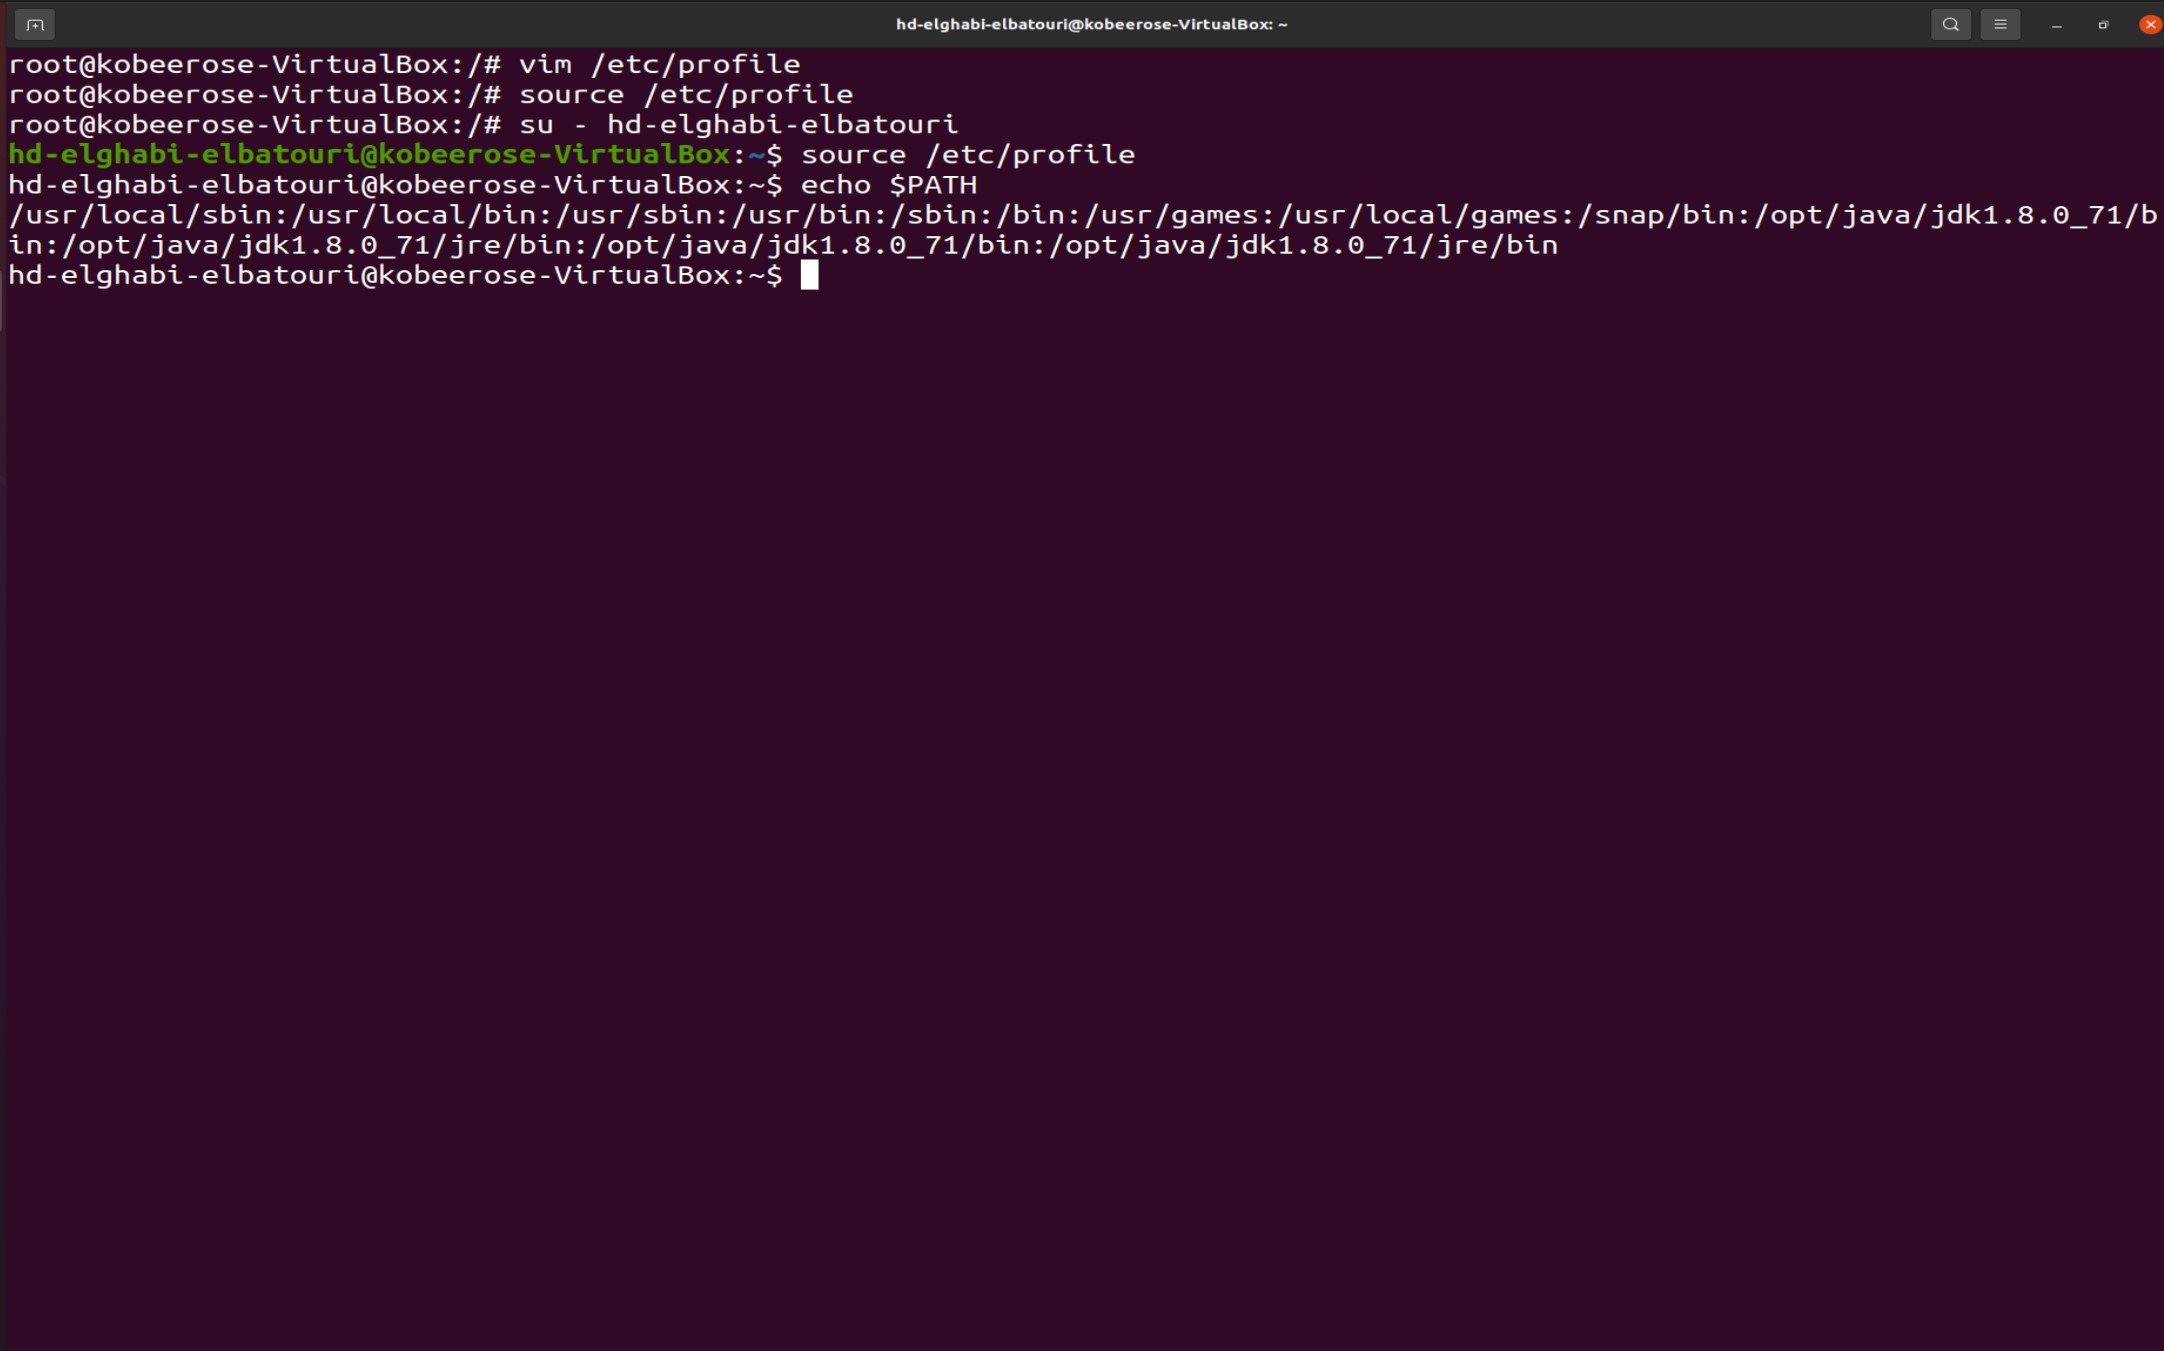 hd-elghabi-elbatouri@kobeerose-VirtualBox: ~
root@kobeerose-VirtualBox:/# vim /etc/profile
root@kobeerose-VirtualBox:/# source /etc/profile
root@kobeerose-VirtualBox:/# su - hd-elghabi-elbatouri
hd-elghabi-elbatouri@kobeerose-VirtualBox:~$ source /etc/profile
hd-elghabi-elbatouri@kobeerose-VirtualBox:~$ echo $PATH
/usr/local/sbin:/usr/local/bin:/usr/sbin:/usr/bin:/sbin:/bin:/usr/games:/usr/local/games:/snap/bin:/opt/java/jdk1.8.0_71/b
in:/opt/java/jdk1.8.0_71/jre/bin:/opt/java/jdk1.8.0_71/bin:/opt/java/jdk1.8.0_71/jre/bin
hd-elghabi-elbatouri@kobeerose-VirtualBox:~$